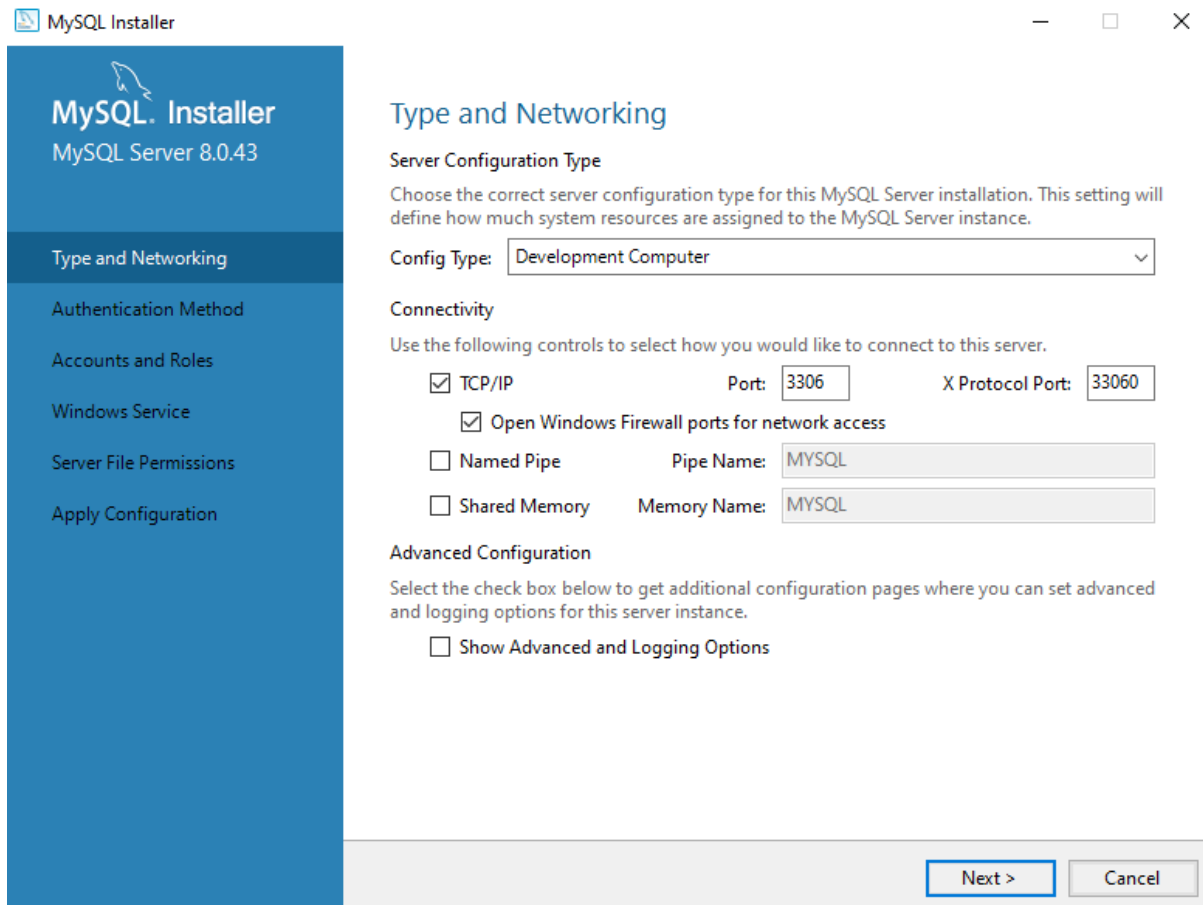 MySQL Installer
MySQL. Installer
MySQL Server 8.0.43
Type and Networking
Authentication Method
Accounts and Roles
Windows Service
Server File Permissions
Apply Configuration
Type and Networking
Server Configuration Type
Choose the correct server configuration type for this MySQL Server installation. This setting will
define how much system resources are assigned to the MySQL Server instance.
Config Type: Development Computer
Connectivity
Use the following controls to select how you would like to connect to this server.
TCP/IP Port: 3306 X Protocol Port: 33060
Open Windows Firewall ports for network access
Named Pipe Pipe Name: MYSQL
Shared Memory Memory Name: MYSQL
Advanced Configuration
Select the check box below to get additional configuration pages where you can set advanced
and logging options for this server instance.
Show Advanced and Logging Options
Next > Cancel